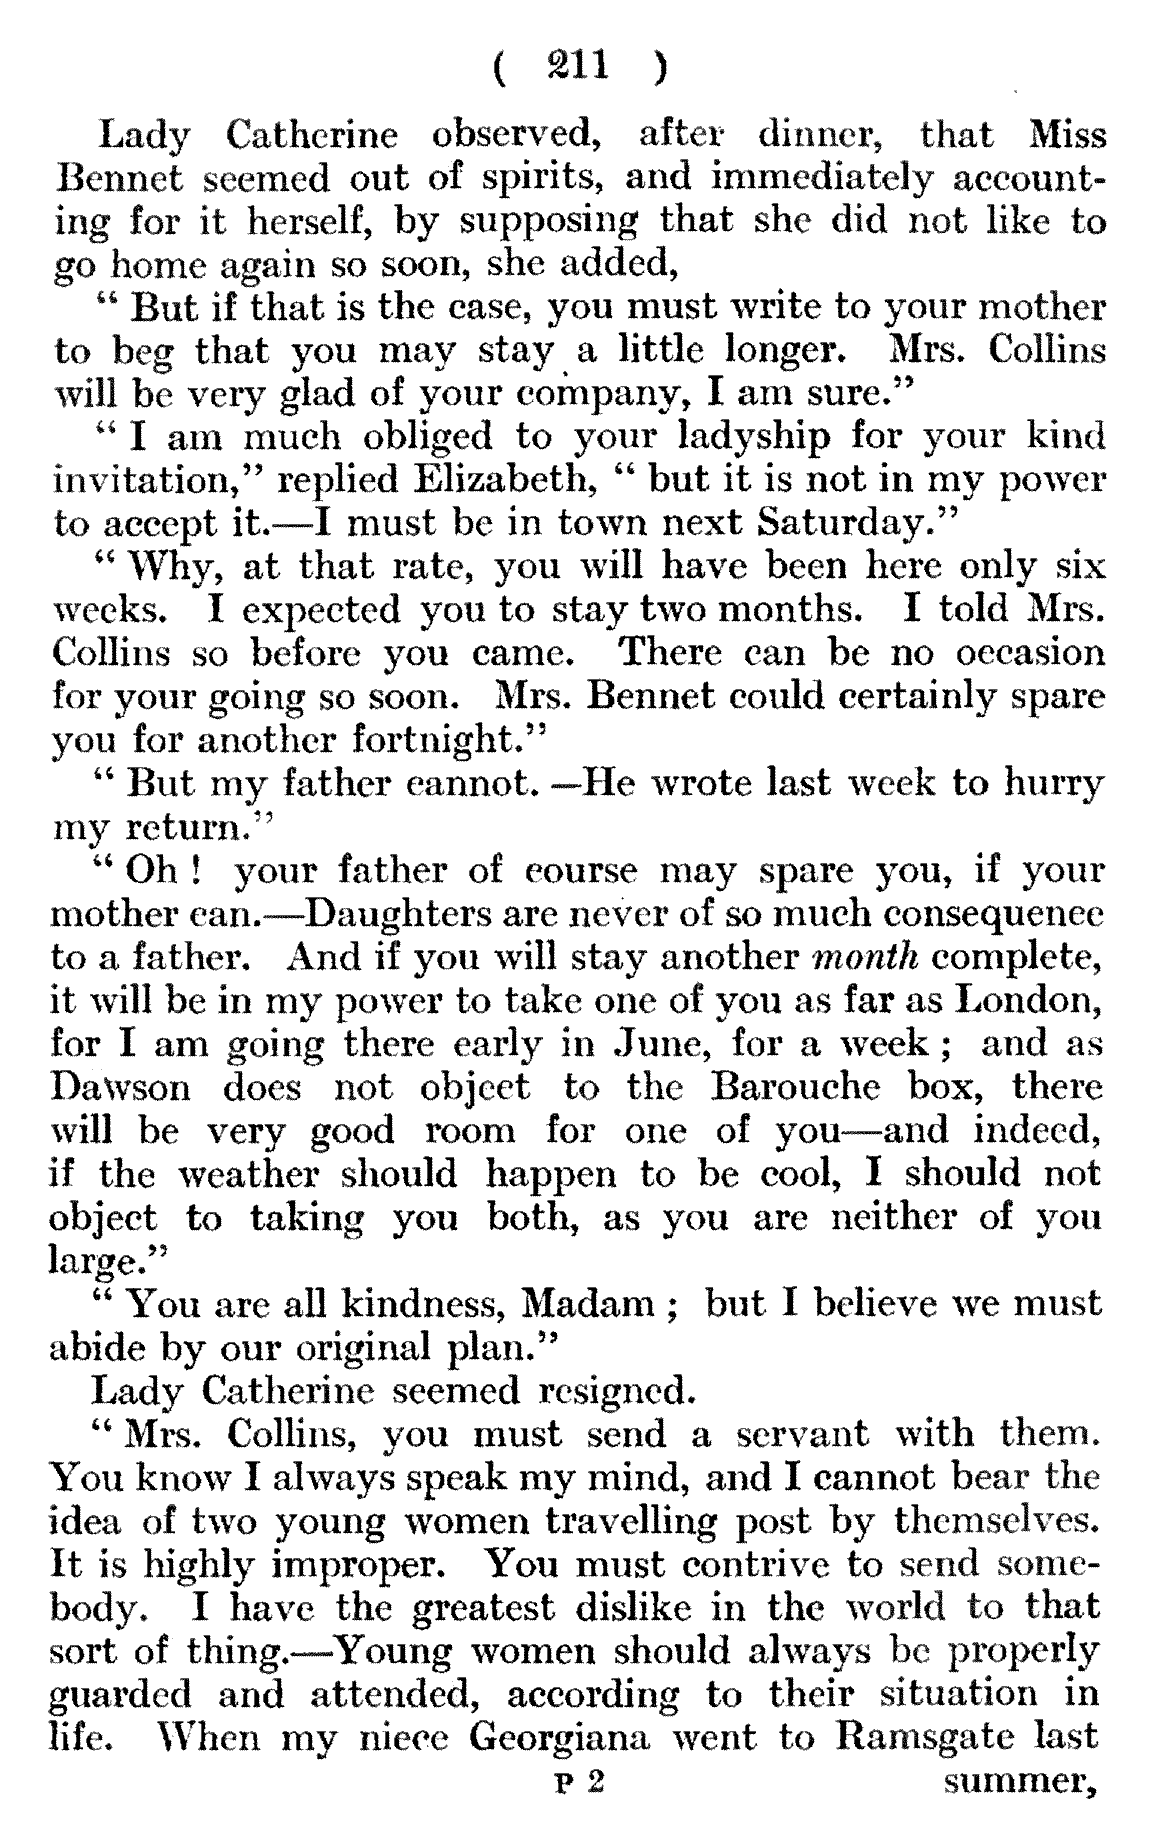 ( 211 )
Lady Catherine observed, after dinner, that Miss
Bennet seemed out of spirits, and immediately account-
ing for it herself, by supposing that she did not like to
go home again so soon, she added,
“ But if that is the case, you must write to your mother
to beg that you may stay a little longer. Mrs. Collins
will be very glad of your company, I am sure.”
“ I am much obliged to your ladyship for your kind
invitation,” replied Elizabeth, “ but it is not in my power
to accept it.—I must be in town next Saturday.”
“ Why, at that rate, you will have been here only six
weeks. I expected you to stay two months. I told Mrs.
Collins so before you came. There can be no occasion
for your going so soon. Mrs. Bennet could certainly spare
you for another fortnight.”
“ But my father cannot. —He wrote last week to hurry
my return.”
“ Oh ! your father of course may spare you, if your
mother can.—Daughters are never of so much consequence
to a father. And if you will stay another month complete,
it will be in my power to take one of you as far as London,
for I am going there early in June, for a week ; and as
Dawson does not object to the Barouche box, there
will be very good room for one of you—and indeed,
if the weather should happen to be cool, I should not
object to taking you both, as you are neither of you
large.”
“ You are all kindness, Madam ; but I believe we must
abide by our original plan.”
Lady Catherine seemed resigned.
“ Mrs. Collins, you must send a servant with them.
You know I always speak my mind, and I cannot bear the
idea of two young women travelling post by themselves.
It is highly improper. You must contrive to send some-
body. I have the greatest dislike in the world to that
sort of thing.—Young women should always be properly
guarded and attended, according to their situation in
life. When my niece Georgiana went to Ramsgate last
P 2 summer,